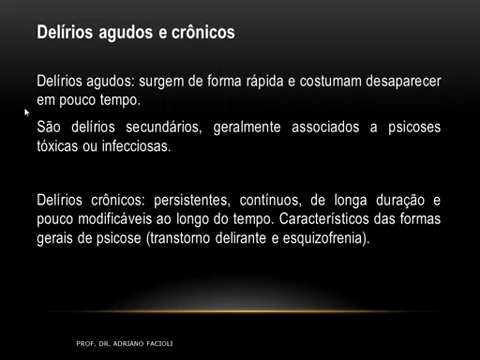 Delírios agudos e crônicos
Delírios agudos: surgem de forma rápida e costumam desaparecer
em pouco tempo.
São delírios secundários, geralmente associados a psicoses
tóxicas ou infecciosas.
Delírios crônicos: persistentes, contínuos, de longa duração e
pouco modificáveis ao longo do tempo. Característicos das formas
gerais de psicose (transtorno delirante e esquizofrenia).
PROF. DR. ADRIANO FACIOLI